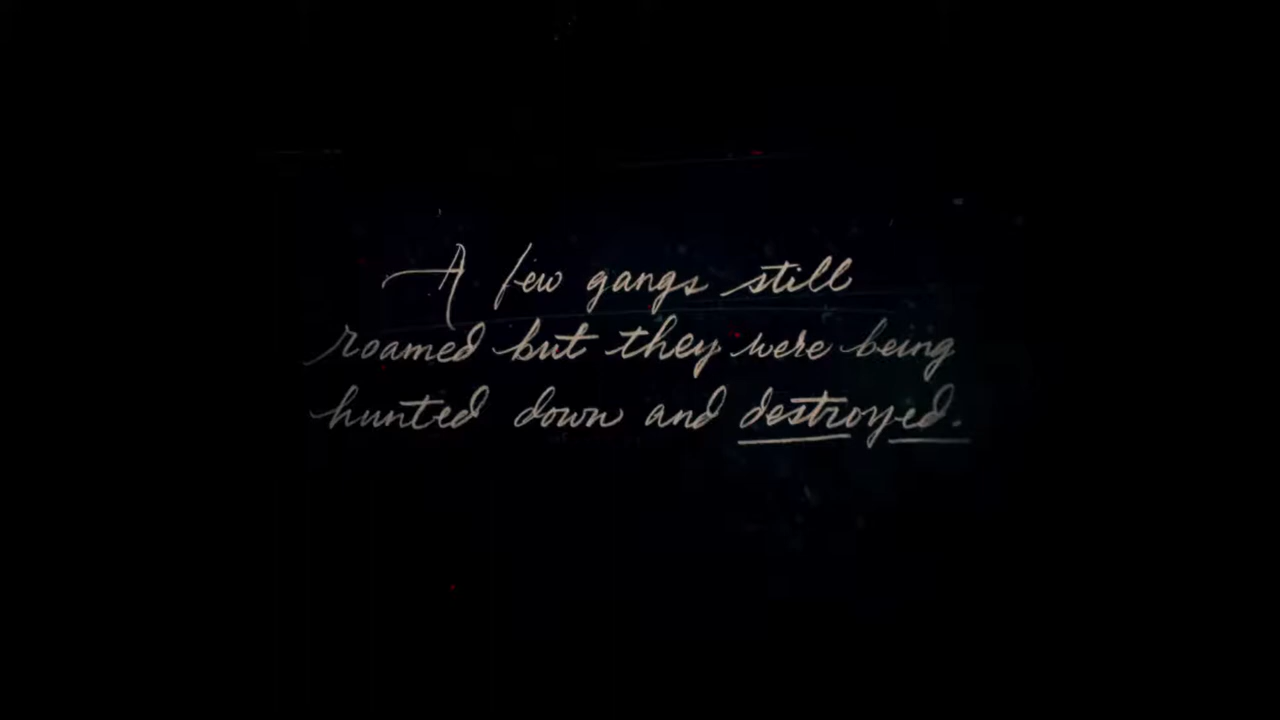 A few gangs still
roamed but they were being
hunted down and destroyed.